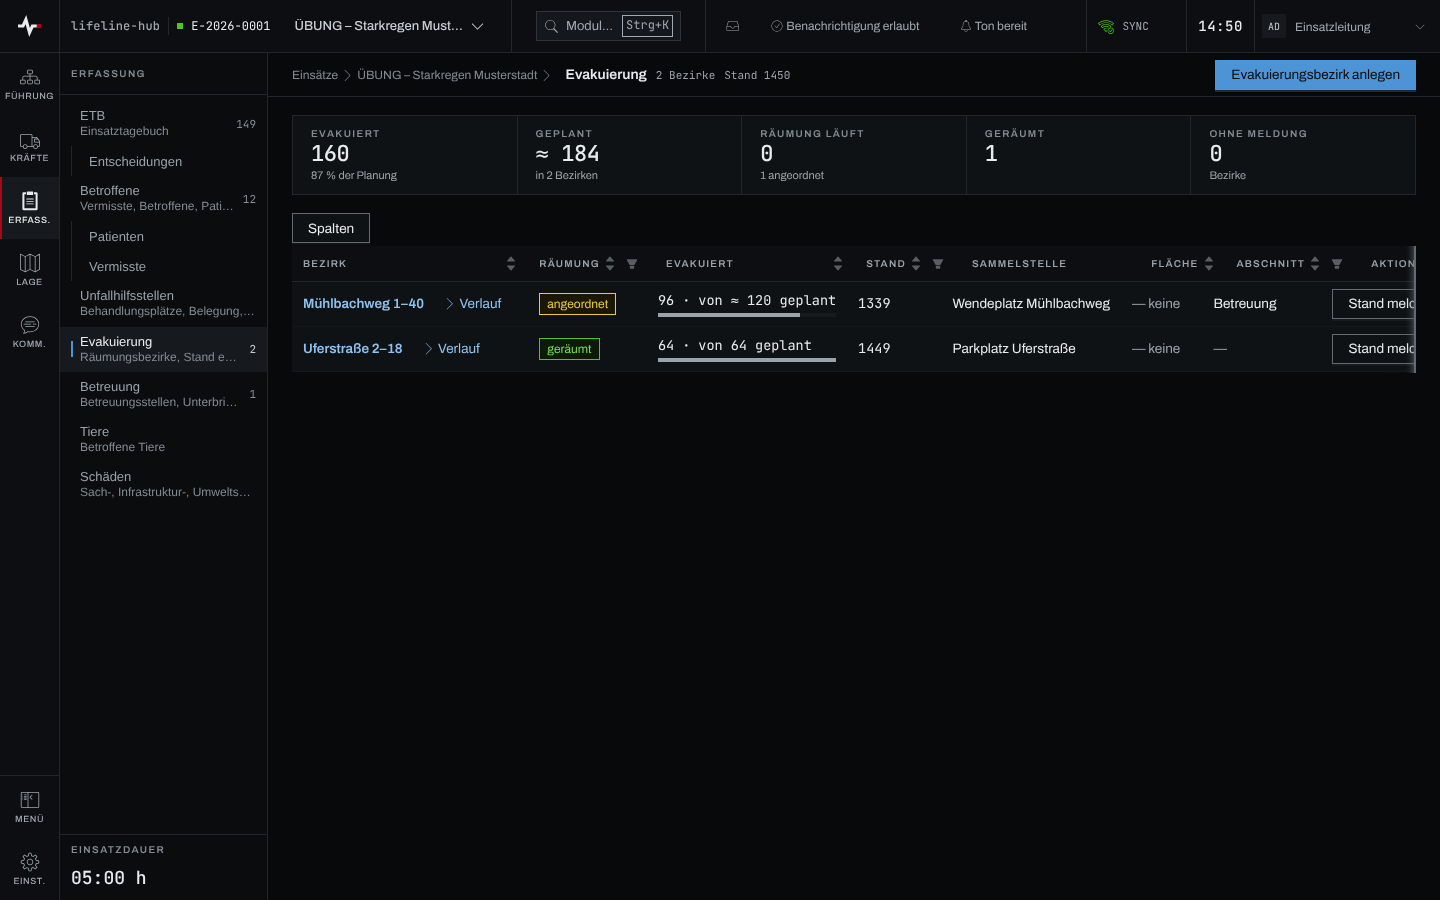 lifeline-hub E-2026-0001 ÜBUNG – Starkregen Must... Modul... Strg+K Benachrichtigung erlaubt Ton bereit SYNC 14:50 AD Einsatzleitung
FÜHRUNG
KRÄFTE
ERFASS.
LAGE
KOMM.
MENÜ
EINST.
ERFASSUNG
ETB
Einsatztagebuch 149
Entscheidungen
Betroffene
Vermisste, Betroffene, Pati... 12
Patienten
Vermisste
Unfallhilfsstellen
Behandlungsplätze, Belegung,...
Evakuierung
Räumungsbezirke, Stand e... 2
Betreuung
Betreuungsstellen, Unterbri... 1
Tiere
Betroffene Tiere
Schäden
Sach-, Infrastruktur-, Umwelts...
EINSATZDAUER
05:00 h
Einsätze ÜBUNG – Starkregen Musterstadt Evakuierung 2 Bezirke Stand 1450 Evakuierungsbezirk anlegen
EVAKUIERT
160
87 % der Planung
GEPLANT
≈ 184
in 2 Bezirken
RÄUMUNG LÄUFT
0
1 angeordnet
GERÄUMT
1
OHNE MELDUNG
0
Bezirke
Spalten
BEZIRK RÄUMUNG EVAKUIERT STAND SAMMELSTELLE FLÄCHE ABSCHNITT AKTION
Mühlbachweg 1–40 Verlauf angeordnet 96 · von ≈ 120 geplant 1339 Wendeplatz Mühlbachweg — keine Betreuung Stand meld
Uferstraße 2–18 Verlauf geräumt 64 · von 64 geplant 1449 Parkplatz Uferstraße — keine — Stand meld